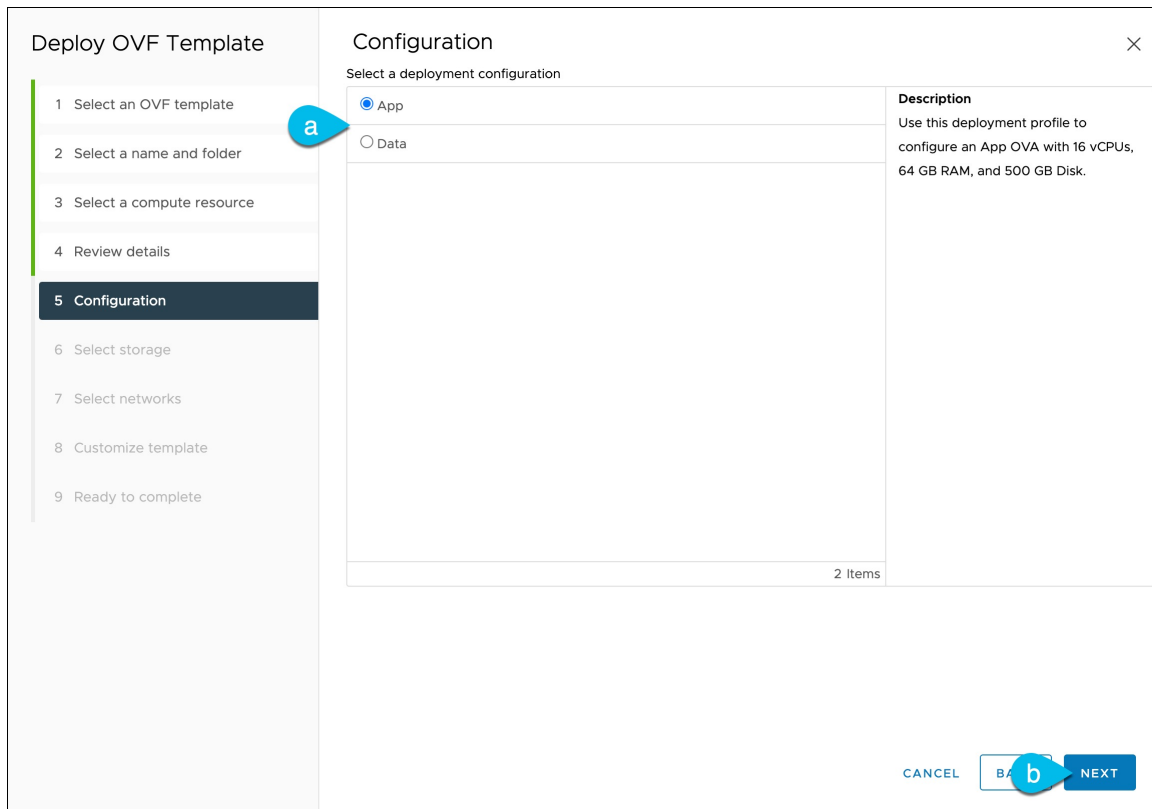 Deploy OVF Template
1 Select an OVF template
2 Select a name and folder
3 Select a compute resource
4 Review details
5 Configuration
6 Select storage
7 Select networks
8 Customize template
9 Ready to complete
Configuration
Select a deployment configuration
a
App
Data
2 Items
Description
Use this deployment profile to
configure an App OVA with 16 vCPUs,
64 GB RAM, and 500 GB Disk.
CANCEL
b
NEXT